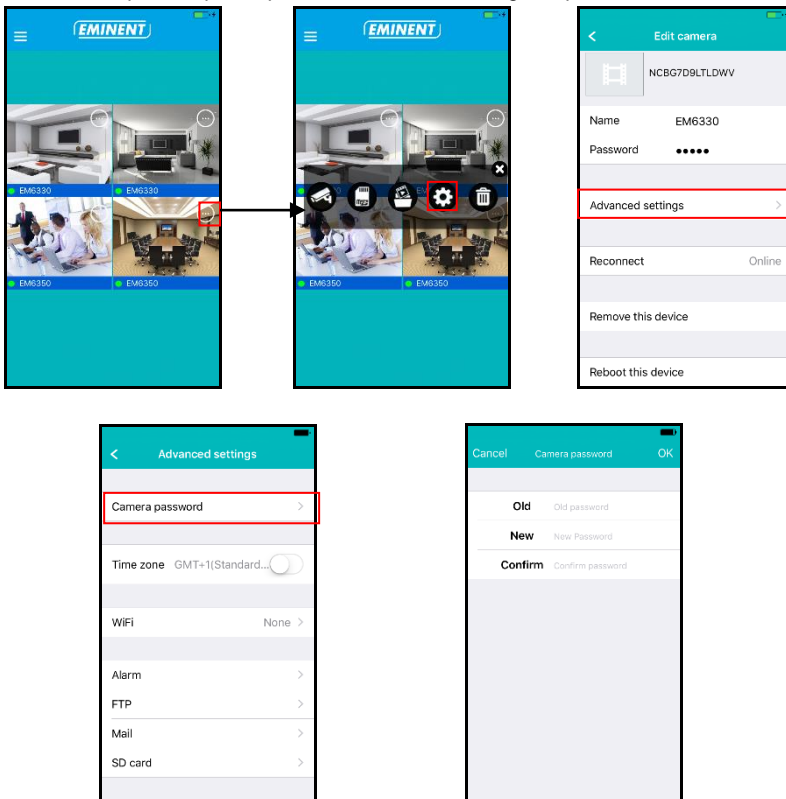 EMINENT
EM6330
EM6330
EM6350
EM6350
EMINENT
EM6350
EM6350
Edit camera
NCBG7D9LTLDWV
Name EM6330
Password •••••
Advanced settings
Reconnect Online
Remove this device
Reboot this device
Advanced settings
Camera password
Time zone GMT+1(Standard...
WiFi None
Alarm
FTP
Mail
SD card
Cancel Camera password OK
Old Old password
New New Password
Confirm Confirm password